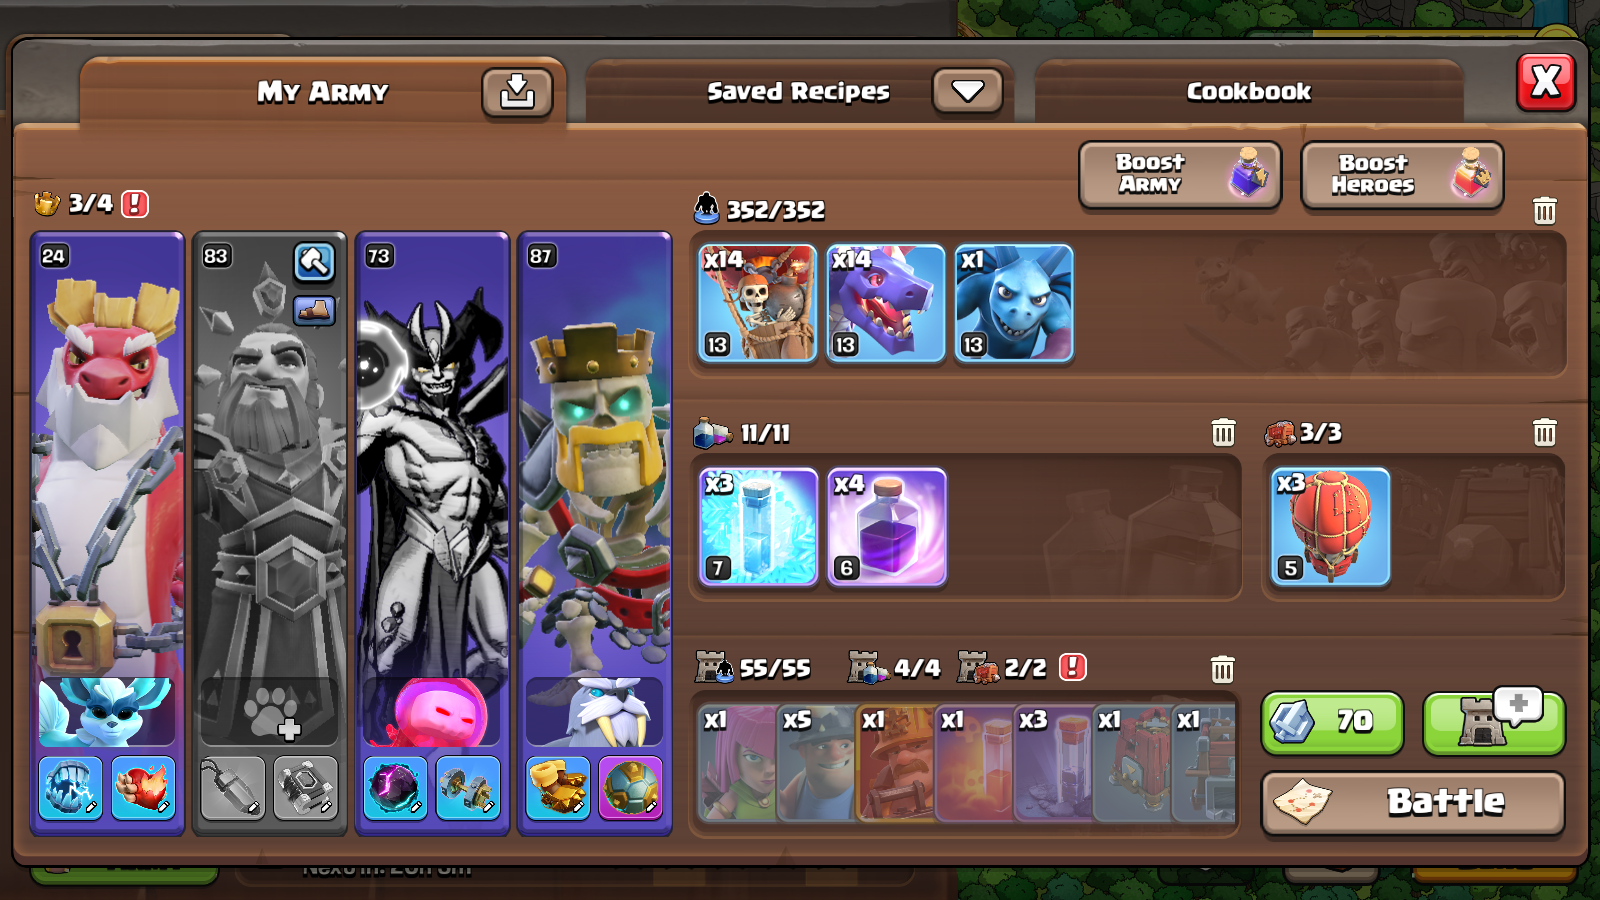 My Army
Saved Recipes
Cookbook
X
Boost
Army
Boost
Heroes
3/4
!
352/352
24
83
73
87
x14
x14
x1
13
13
13
11/11
3/3
x3
x4
x3
7
6
5
55/55
4/4
2/2
!
x1
x5
x1
x1
x3
x1
x1
70
Battle